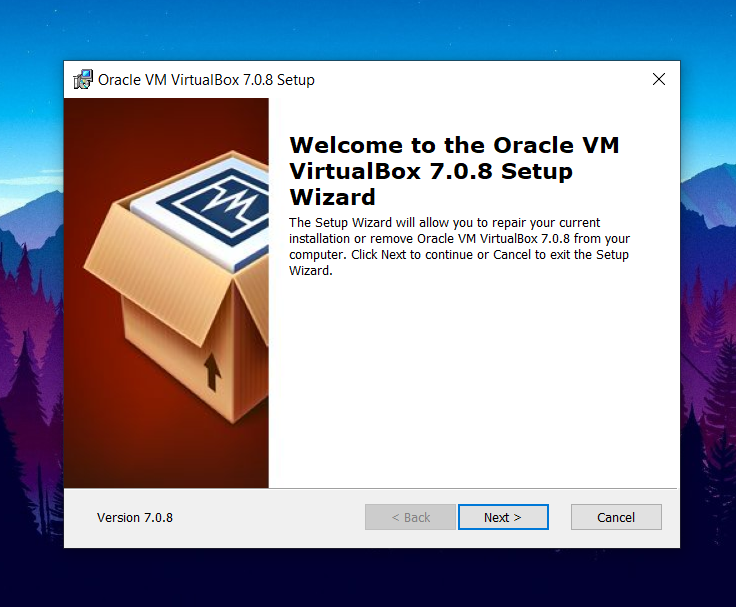 Oracle VM VirtualBox 7.0.8 Setup
Welcome to the Oracle VM
VirtualBox 7.0.8 Setup
Wizard
The Setup Wizard will allow you to repair your current
installation or remove Oracle VM VirtualBox 7.0.8 from your
computer. Click Next to continue or Cancel to exit the Setup
Wizard.
Version 7.0.8
< Back
Next >
Cancel